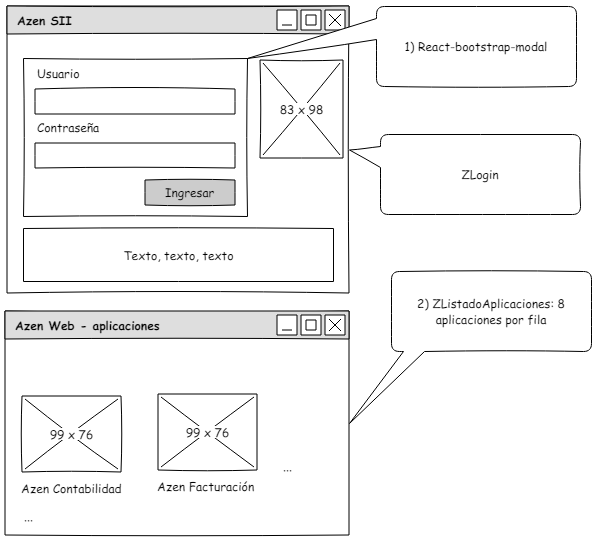 Azen SII
1) React-bootstrap-modal
Usuario
83 x 98
Contraseña
ZLogin
Ingresar
Texto, texto, texto
2) ZListadoAplicaciones: 8
aplicaciones por fila
Azen Web - aplicaciones
99 x 76
99 x 76
...
Azen Contabilidad
Azen Facturación
...